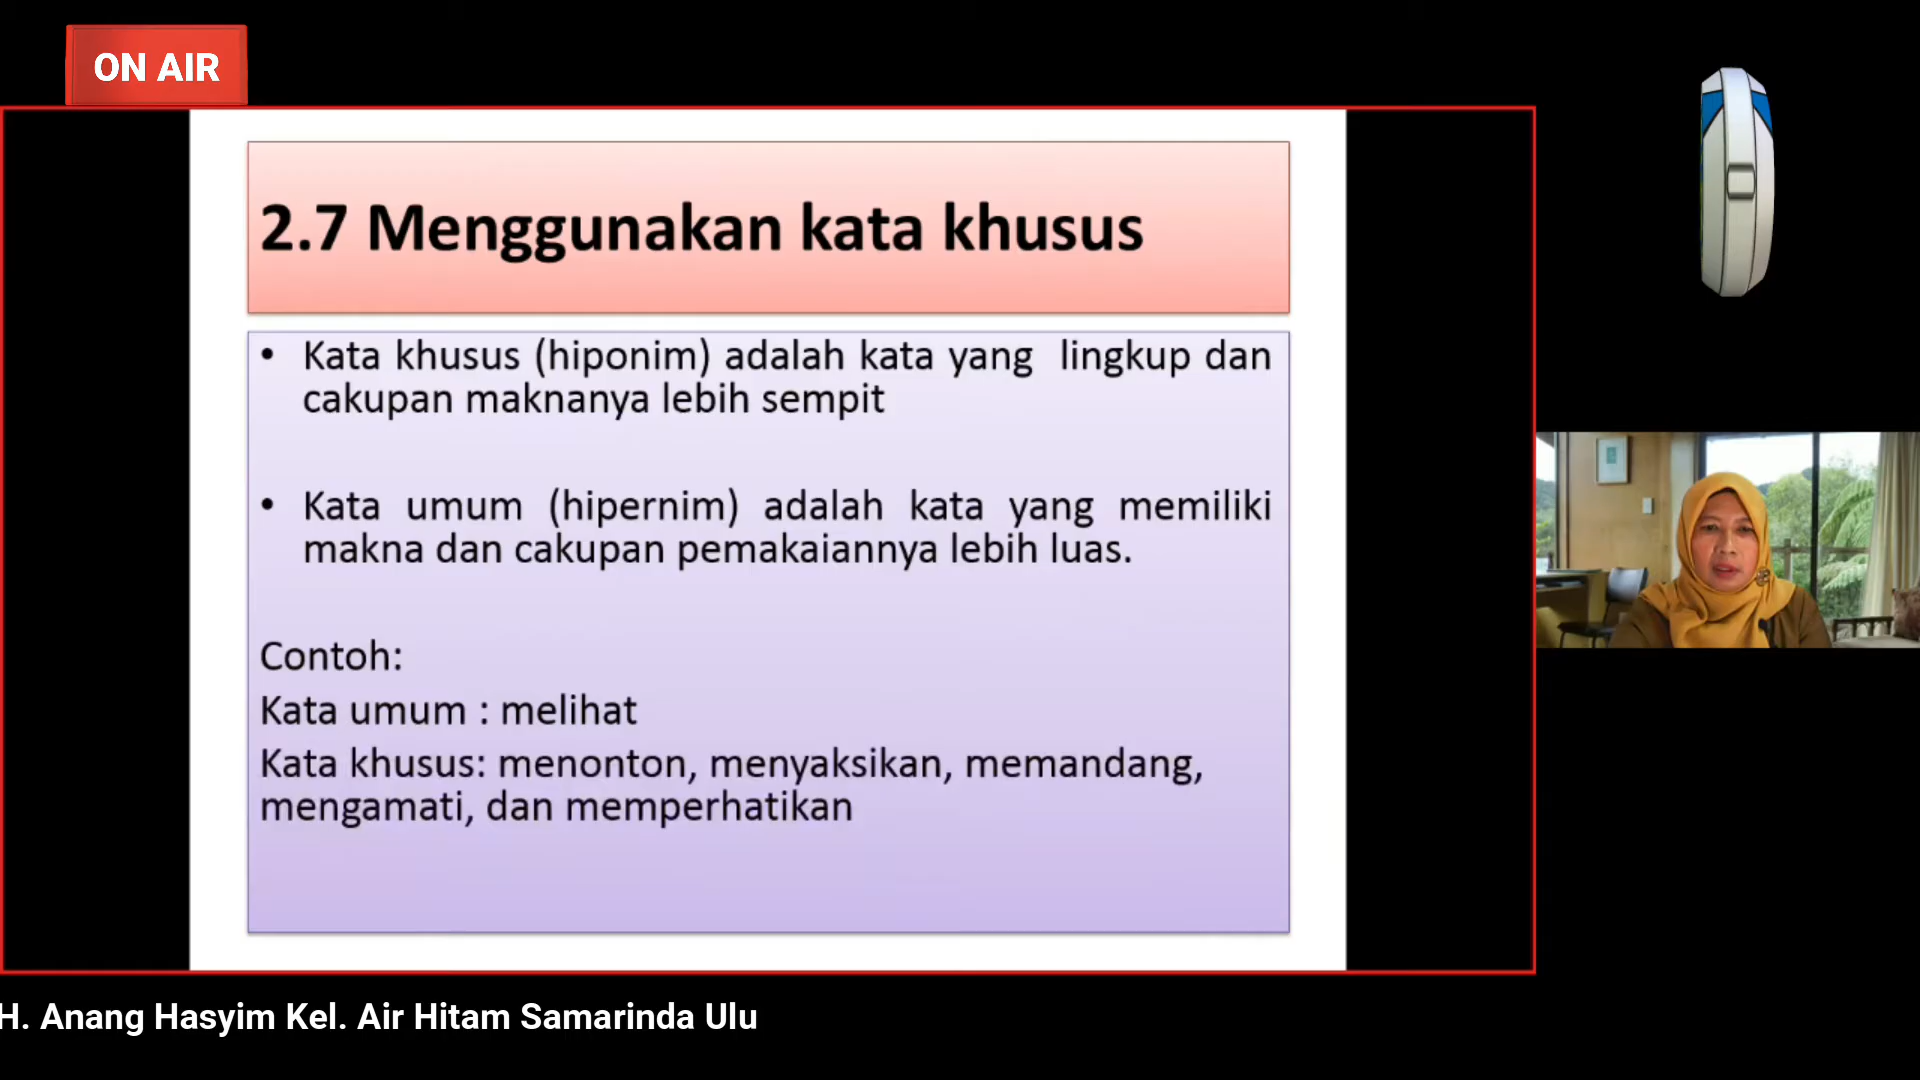 ON AIR
2.7 Menggunakan kata khusus
• Kata khusus (hiponim) adalah kata yang lingkup dan
cakupan maknanya lebih sempit
• Kata umum (hipernim) adalah kata yang memiliki
makna dan cakupan pemakaiannya lebih luas.
Contoh:
Kata umum : melihat
Kata khusus: menonton, menyaksikan, memandang,
mengamati, dan memperhatikan
H. Anang Hasyim Kel. Air Hitam Samarinda Ulu